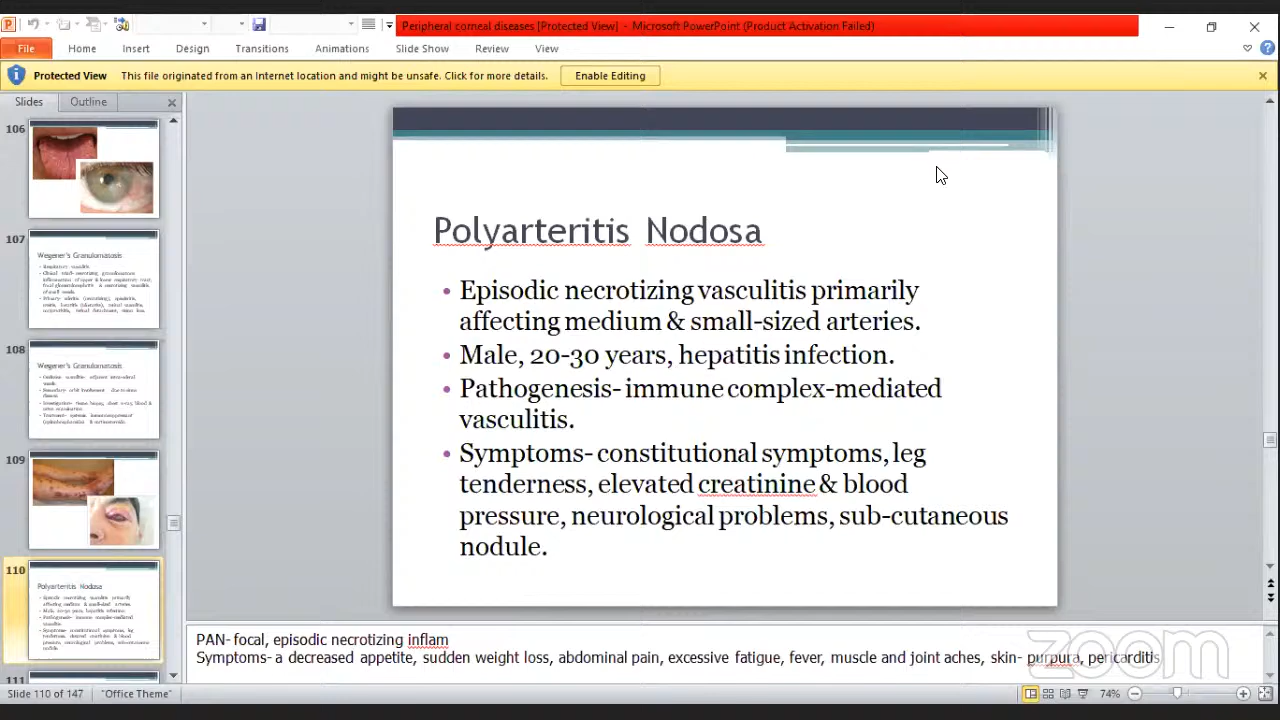 Peripheral corneal diseases [Protected View] - Microsoft PowerPoint (Product Activation Failed)
File Home Insert Design Transitions Animations Slide Show Review View
Protected View This file originated from an Internet location and might be unsafe. Click for more details. Enable Editing
Slides Outline
106
107
Wegener's Granulomatosis
108
Wegener's Granulomatosis
109
110
Polyarteritis Nodosa
111
Polyarteritis Nodosa
• Episodic necrotizing vasculitis primarily
affecting medium & small-sized arteries.
• Male, 20-30 years, hepatitis infection.
• Pathogenesis- immune complex-mediated
vasculitis.
• Symptoms- constitutional symptoms, leg
tenderness, elevated creatinine & blood
pressure, neurological problems, sub-cutaneous
nodule.
PAN-focal, episodic necrotizing inflam
Symptoms- a decreased appetite, sudden weight loss, abdominal pain, excessive fatigue, fever, muscle and joint aches, skin- purpura, pericarditis
zoom
Slide 110 of 147 "Office Theme" 74%